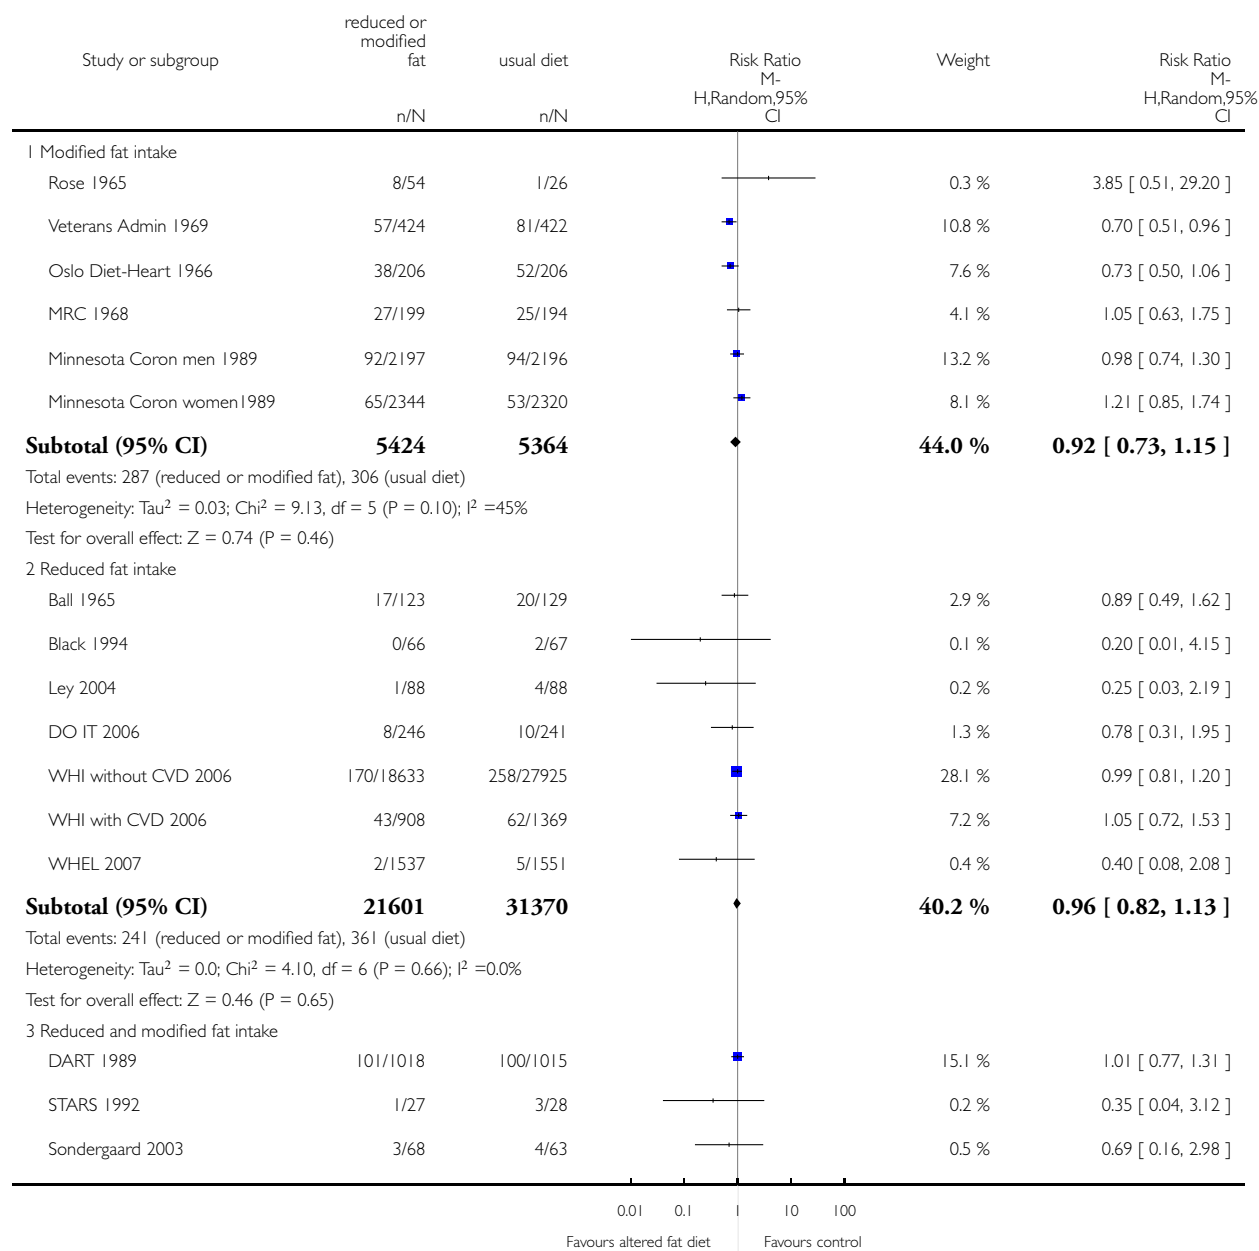 reduced or
modified
Study or subgroup fat usual diet Risk Ratio Weight Risk Ratio
M- M-
H,Random,95% H,Random,95%
n/N n/N CI CI
1 Modified fat intake
Rose 1965 8/54 1/26 0.3 % 3.85 [ 0.51, 29.20 ]
Veterans Admin 1969 57/424 81/422 10.8 % 0.70 [ 0.51, 0.96 ]
Oslo Diet-Heart 1966 38/206 52/206 7.6 % 0.73 [ 0.50, 1.06 ]
MRC 1968 27/199 25/194 4.1 % 1.05 [ 0.63, 1.75 ]
Minnesota Coron men 1989 92/2197 94/2196 13.2 % 0.98 [ 0.74, 1.30 ]
Minnesota Coron women1989 65/2344 53/2320 8.1 % 1.21 [ 0.85, 1.74 ]
Subtotal (95% CI) 5424 5364 44.0 % 0.92 [ 0.73, 1.15 ]
Total events: 287 (reduced or modified fat), 306 (usual diet)
Heterogeneity: Tau² = 0.03; Chi² = 9.13, df = 5 (P = 0.10); I² =45%
Test for overall effect: Z = 0.74 (P = 0.46)
2 Reduced fat intake
Ball 1965 17/123 20/129 2.9 % 0.89 [ 0.49, 1.62 ]
Black 1994 0/66 2/67 0.1 % 0.20 [ 0.01, 4.15 ]
Ley 2004 1/88 4/88 0.2 % 0.25 [ 0.03, 2.19 ]
DO IT 2006 8/246 10/241 1.3 % 0.78 [ 0.31, 1.95 ]
WHI without CVD 2006 170/18633 258/27925 28.1 % 0.99 [ 0.81, 1.20 ]
WHI with CVD 2006 43/908 62/1369 7.2 % 1.05 [ 0.72, 1.53 ]
WHEL 2007 2/1537 5/1551 0.4 % 0.40 [ 0.08, 2.08 ]
Subtotal (95% CI) 21601 31370 40.2 % 0.96 [ 0.82, 1.13 ]
Total events: 241 (reduced or modified fat), 361 (usual diet)
Heterogeneity: Tau² = 0.0; Chi² = 4.10, df = 6 (P = 0.66); I² =0.0%
Test for overall effect: Z = 0.46 (P = 0.65)
3 Reduced and modified fat intake
DART 1989 101/1018 100/1015 15.1 % 1.01 [ 0.77, 1.31 ]
STARS 1992 1/27 3/28 0.2 % 0.35 [ 0.04, 3.12 ]
Sondergaard 2003 3/68 4/63 0.5 % 0.69 [ 0.16, 2.98 ]
0.01 0.1 1 10 100
Favours altered fat diet Favours control